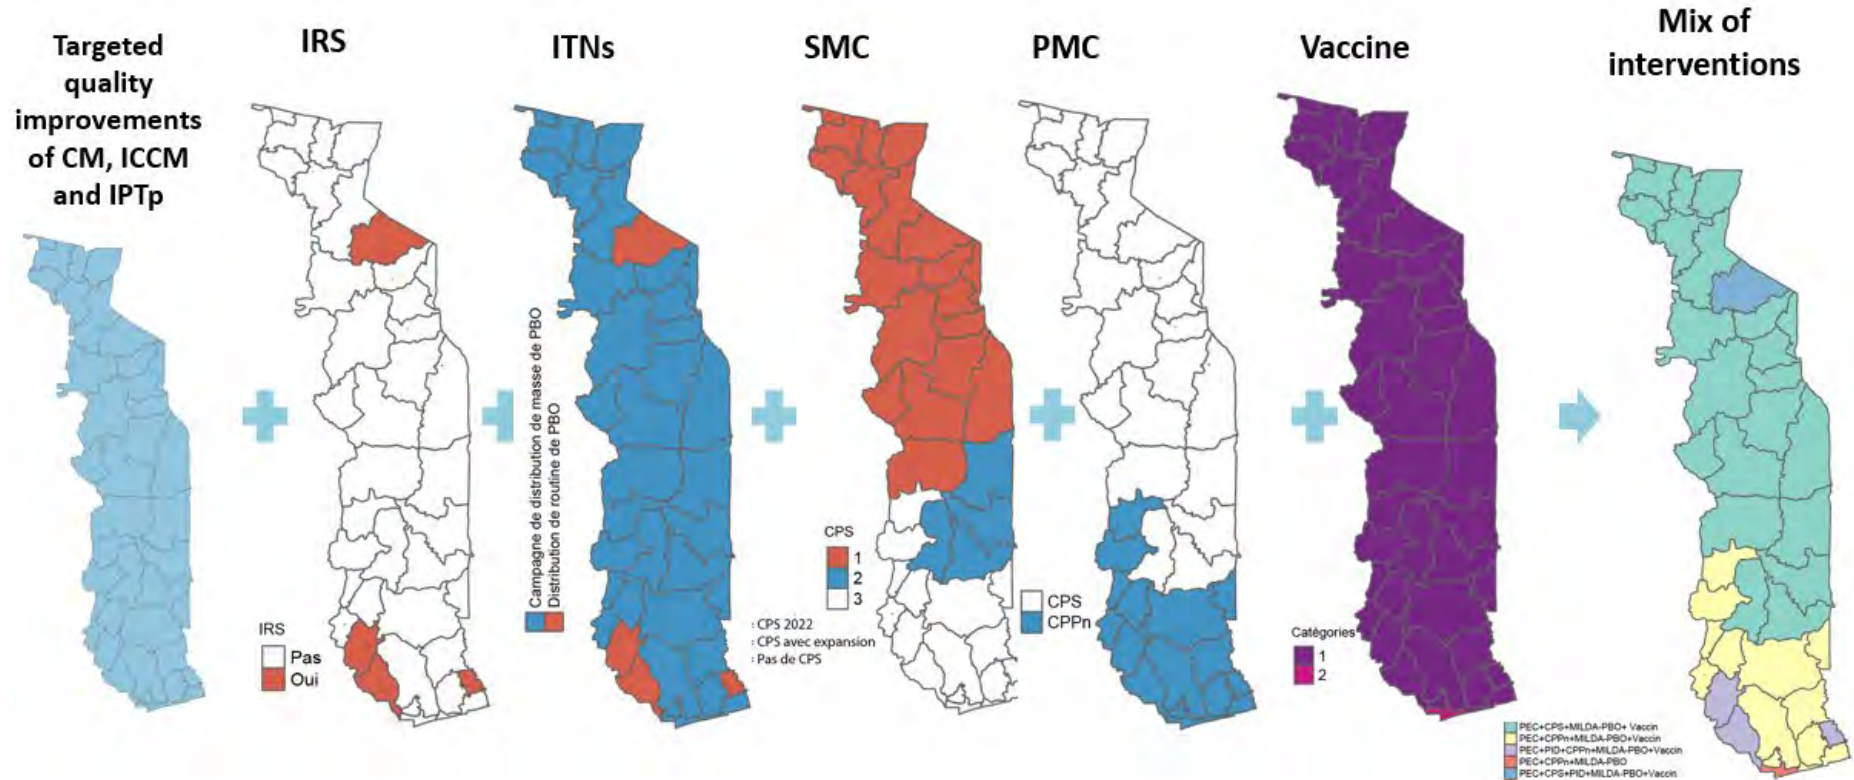 Targeted
quality
improvements
of CM, ICCM
and IPTp
IRS
IRS
Pas
Oui
ITNs
Campagne de distribution de masse de PBO
Distribution de routine de PBO
SMC
CPS
1
2
3
: CPS 2022
: CPS avec expansion
: Pas de CPS
PMC
CPS
CPPn
Vaccine
Catégories
1
2
Mix of
interventions
PEC+CPS+MILDA-PBO+ Vaccin
PEC+CPPn+MILDA-PBO+Vaccin
PEC+PID+CPPn+MILDA-PBO+Vaccin
PEC+CPPn+MILDA-PBO
PEC+CPS+PID+MILDA-PBO+Vaccin